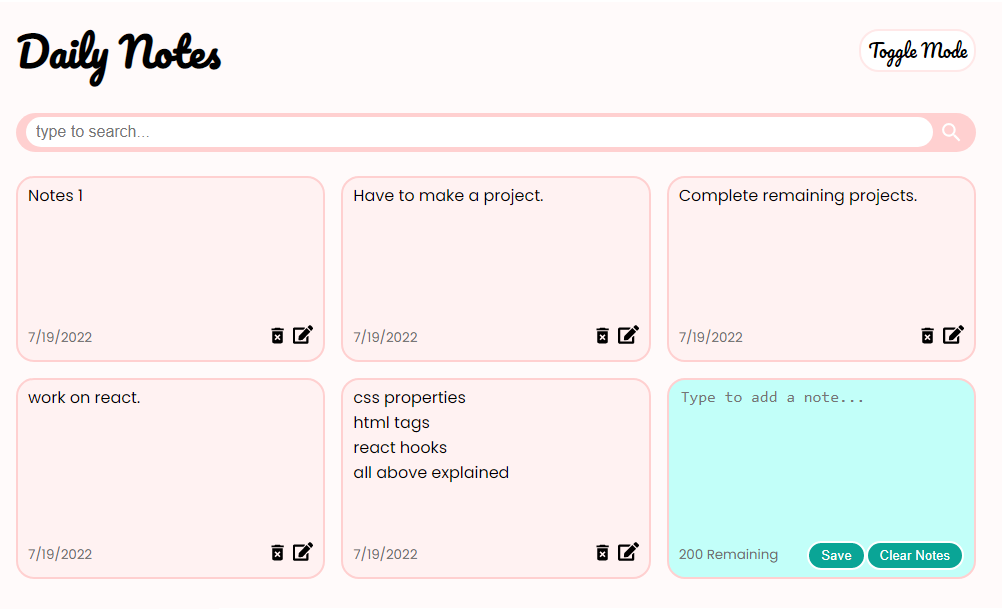 Daily Notes
Toggle Mode
type to search...
Notes 1
7/19/2022
Have to make a project.
7/19/2022
Complete remaining projects.
7/19/2022
work on react.
7/19/2022
css properties
html tags
react hooks
all above explained
7/19/2022
Type to add a note...
200 Remaining
Save
Clear Notes